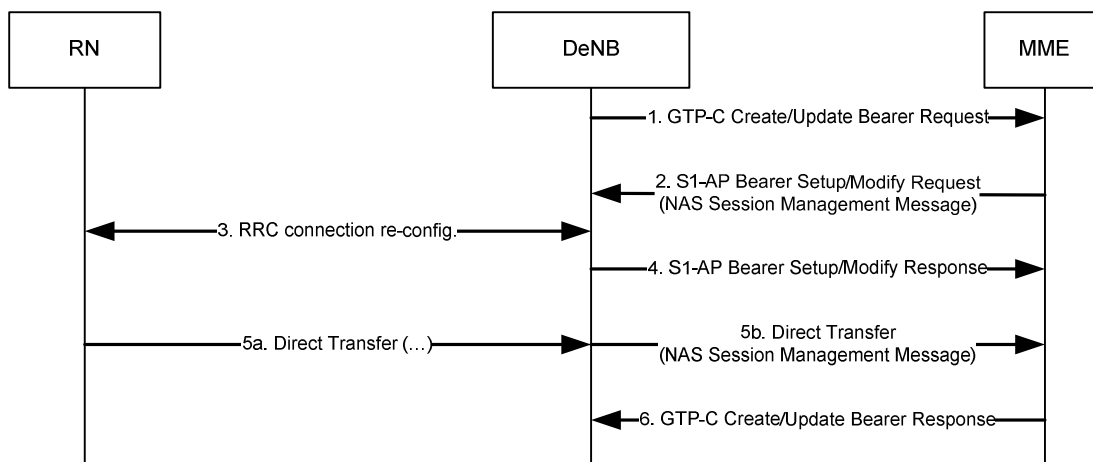 RN
DeNB
MME
1. GTP-C Create/Update Bearer Request
2. S1-AP Bearer Setup/Modify Request
(NAS Session Management Message)
3. RRC connection re-config.
4. S1-AP Bearer Setup/Modify Response
5a. Direct Transfer (...)
5b. Direct Transfer
(NAS Session Management Message)
6. GTP-C Create/Update Bearer Response